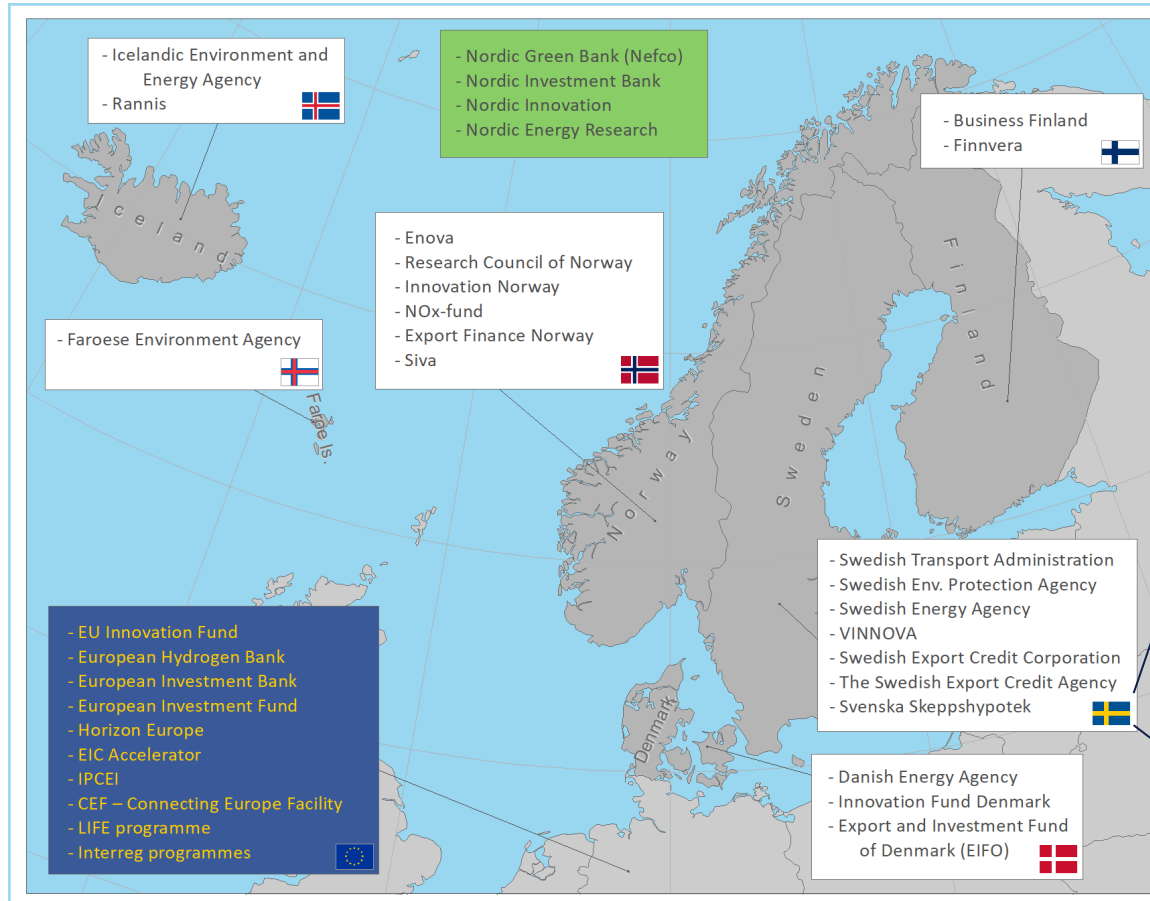 - Icelandic Environment and
Energy Agency
- Rannis
- Nordic Green Bank (Nefco)
- Nordic Investment Bank
- Nordic Innovation
- Nordic Energy Research
- Business Finland
- Finnvera
Iceland
- Enova
- Research Council of Norway
- Innovation Norway
- NOx-fund
- Export Finance Norway
- Siva
Finland
- Faroese Environment Agency
Faroe Is.
Norway
Sweden
- Swedish Transport Administration
- Swedish Env. Protection Agency
- Swedish Energy Agency
- VINNOVA
- Swedish Export Credit Corporation
- The Swedish Export Credit Agency
- Svenska Skeppshypotek
- EU Innovation Fund
- European Hydrogen Bank
- European Investment Bank
- European Investment Fund
- Horizon Europe
- EIC Accelerator
- IPCEI
- CEF – Connecting Europe Facility
- LIFE programme
- Interreg programmes
Denmark
- Danish Energy Agency
- Innovation Fund Denmark
- Export and Investment Fund
of Denmark (EIFO)